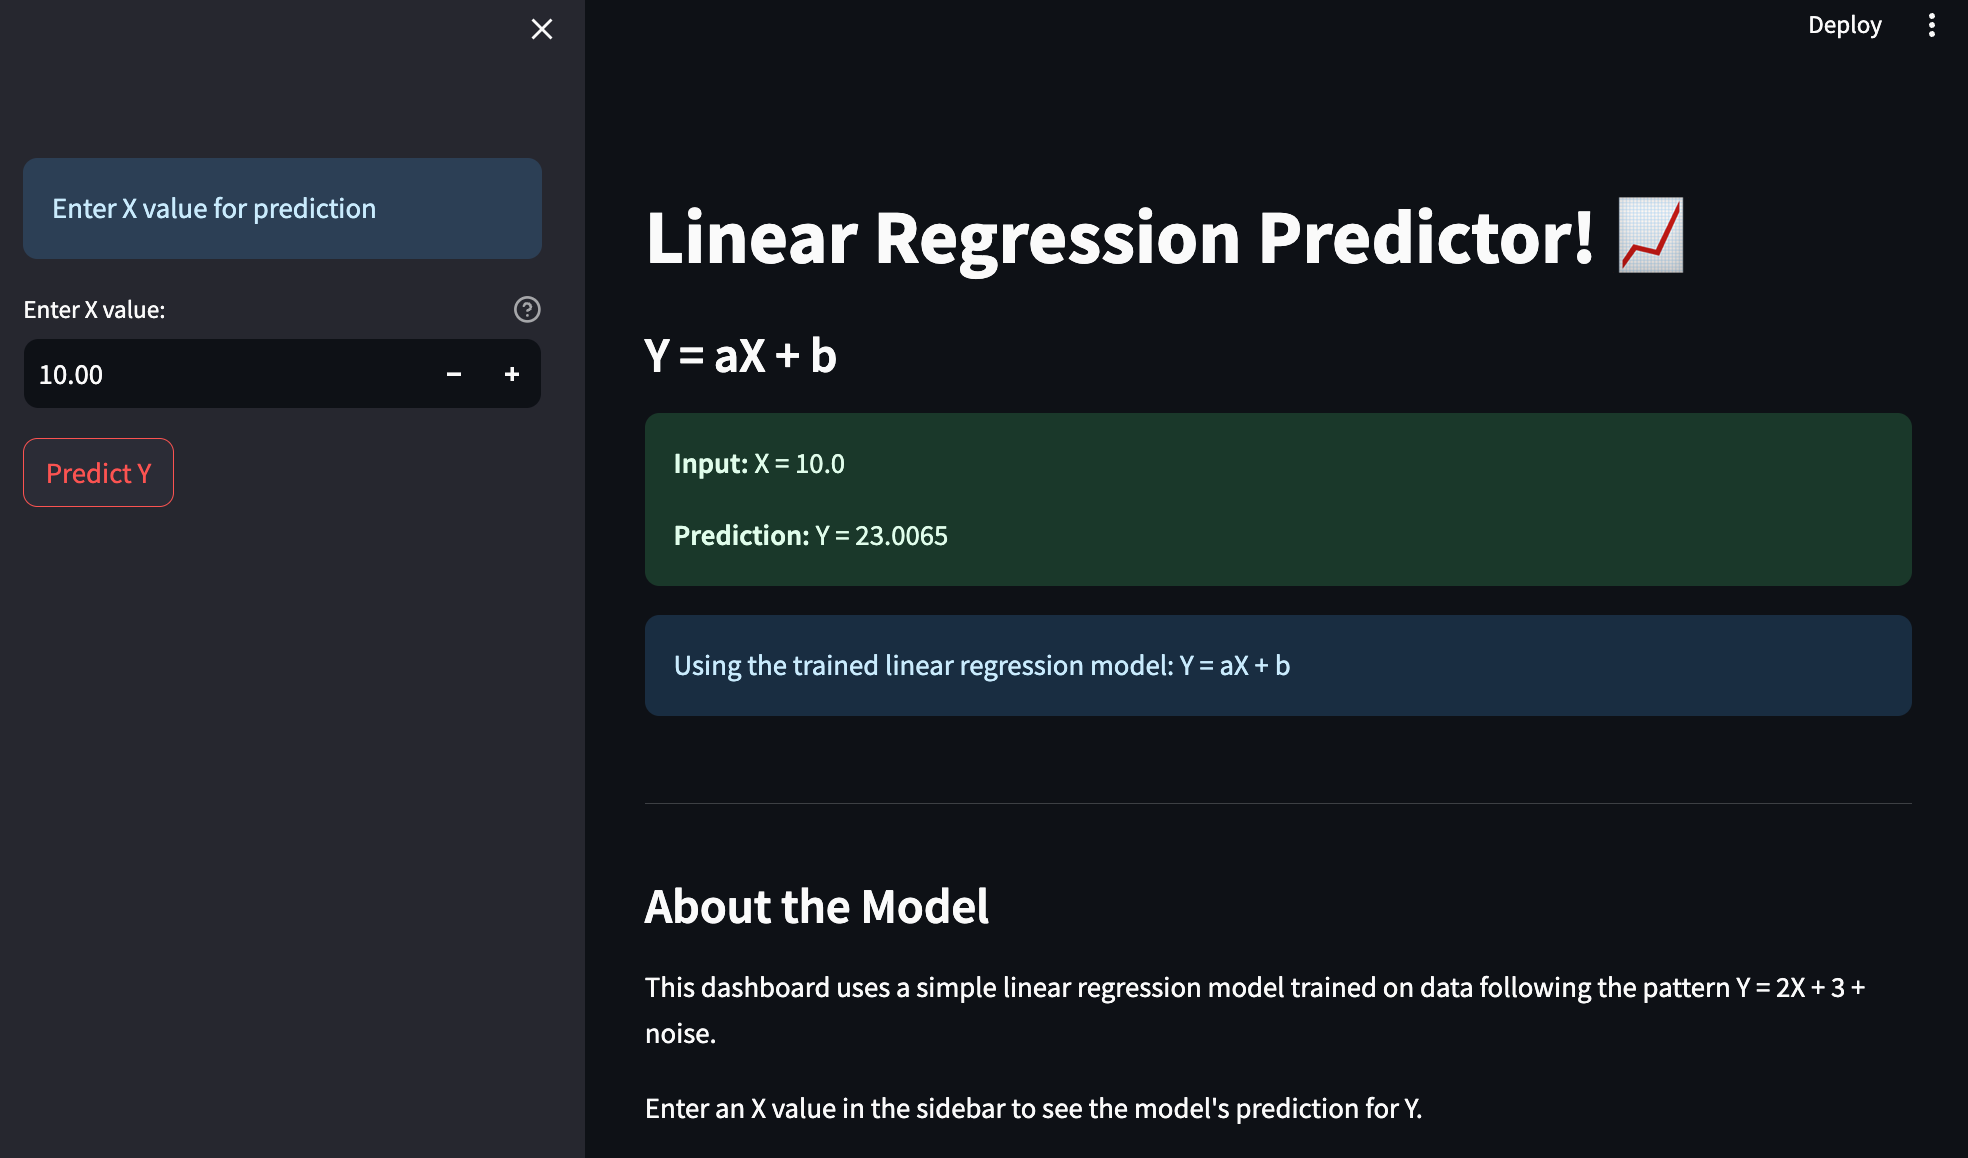 Deploy
Enter X value for prediction
Enter X value:
10.00
Predict Y
Linear Regression Predictor! 📈
Y = aX + b
Input: X = 10.0
Prediction: Y = 23.0065
Using the trained linear regression model: Y = aX + b
About the Model
This dashboard uses a simple linear regression model trained on data following the pattern Y = 2X + 3 +
noise.
Enter an X value in the sidebar to see the model's prediction for Y.